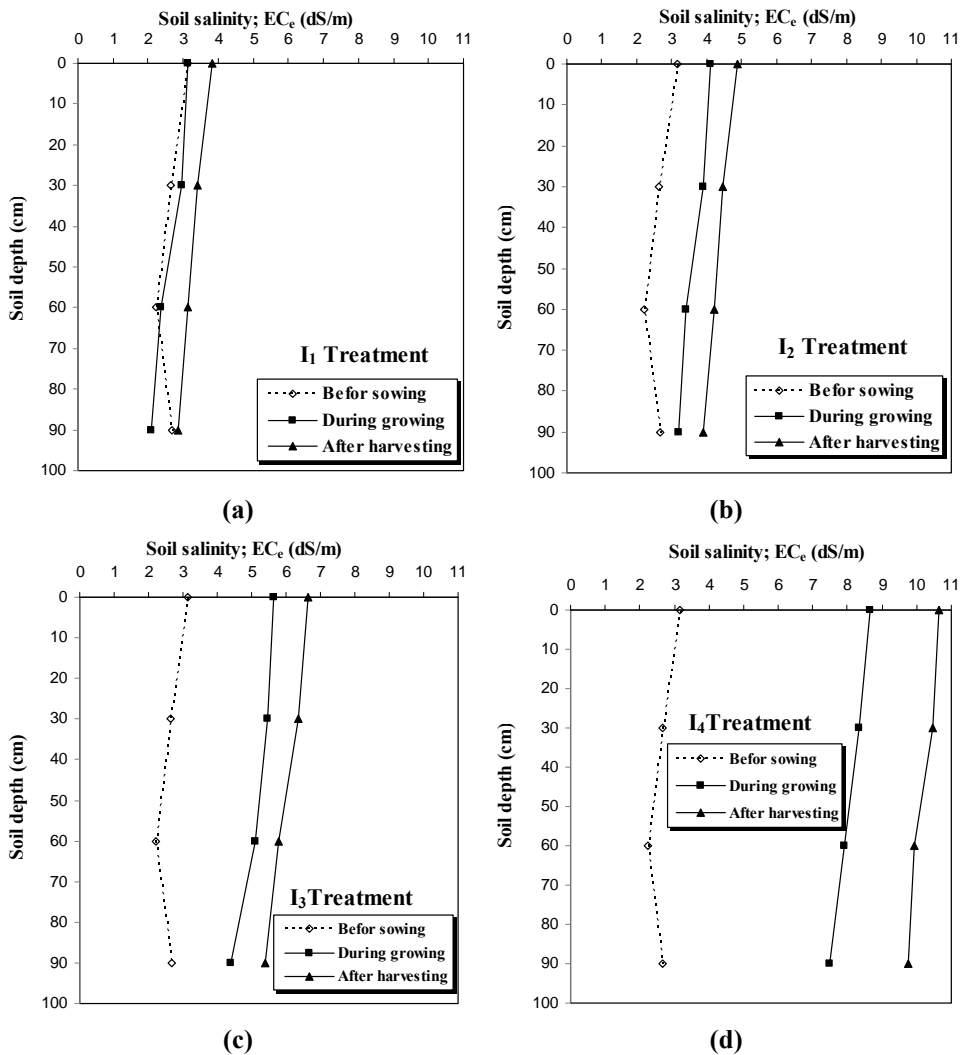 Soil salinity; ECe (dS/m)
0 1 2 3 4 5 6 7 8 9 10 11
0
10
20
30
40
50
60
70
80
90
100
Soil depth (cm)
I1 Treatment
Befor sowing
During growing
After harvesting
(a)
Soil salinity; ECe (dS/m)
0 1 2 3 4 5 6 7 8 9 10 11
0
10
20
30
40
50
60
70
80
90
100
Soil depth (cm)
I2 Treatment
Befor sowing
During growing
After harvesting
(b)
Soil salinity; ECe (dS/m)
0 1 2 3 4 5 6 7 8 9 10 11
0
10
20
30
40
50
60
70
80
90
100
Soil depth (cm)
I3 Treatment
Befor sowing
During growing
After harvesting
(c)
Soil salinity; ECe (dS/m)
0 1 2 3 4 5 6 7 8 9 10 11
0
10
20
30
40
50
60
70
80
90
100
Soil depth (cm)
I4 Treatment
Befor sowing
During growing
After harvesting
(d)